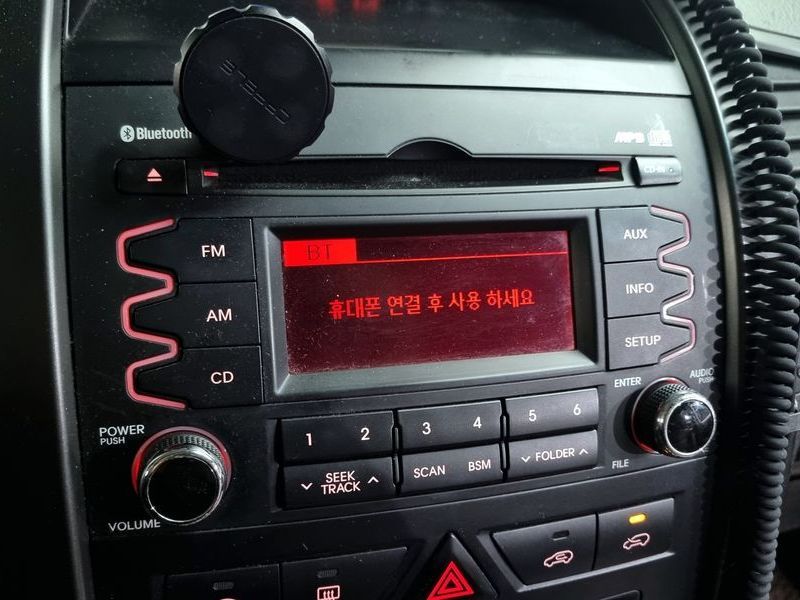 Bluetooth
MP3
CD-IN
FM
AM
CD
BT
휴대폰 연결 후 사용 하세요
AUX
INFO
SETUP
POWER
PUSH
VOLUME
1 2 3 4 5 6
SEEK
TRACK
SCAN BSM
FOLDER
ENTER
AUDIO
PUSH
FILE